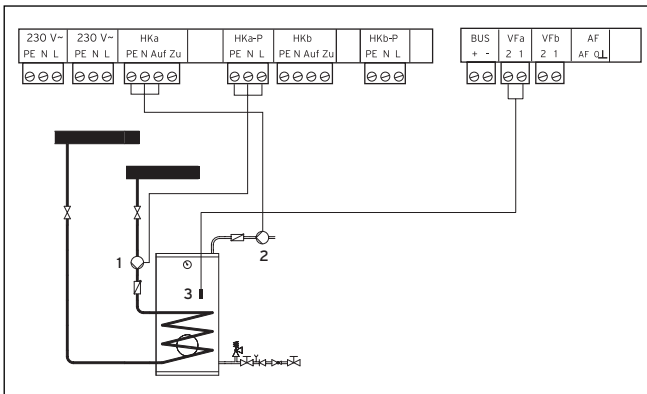 230 V~ 230 V~ HKa HKa-P HKb HKb-P BUS VFa VFb AF
PE N L PE N L PE N Auf Zu PE N L PE N Auf Zu PE N L + - 2 1 2 1 AF 0
1
2
3